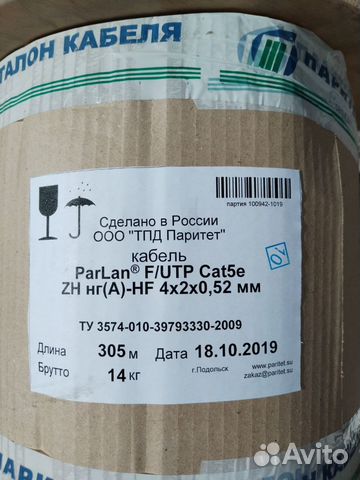 ТАЛОН КАБЕЛЯ
ПАРИТ
партия 100942-1019
Сделано в России
ООО "ТПД Паритет"
кабель
ParLan® F/UTP Cat5e
ZH нг(А)-HF 4х2х0,52 мм
ТУ 3574-010-39793330-2009
Длина 305 м Дата 18.10.2019
Брутто 14 кг
г.Подольск
www.paritet.su
zakaz@paritet.su
ПАРИТЕТ
Avito